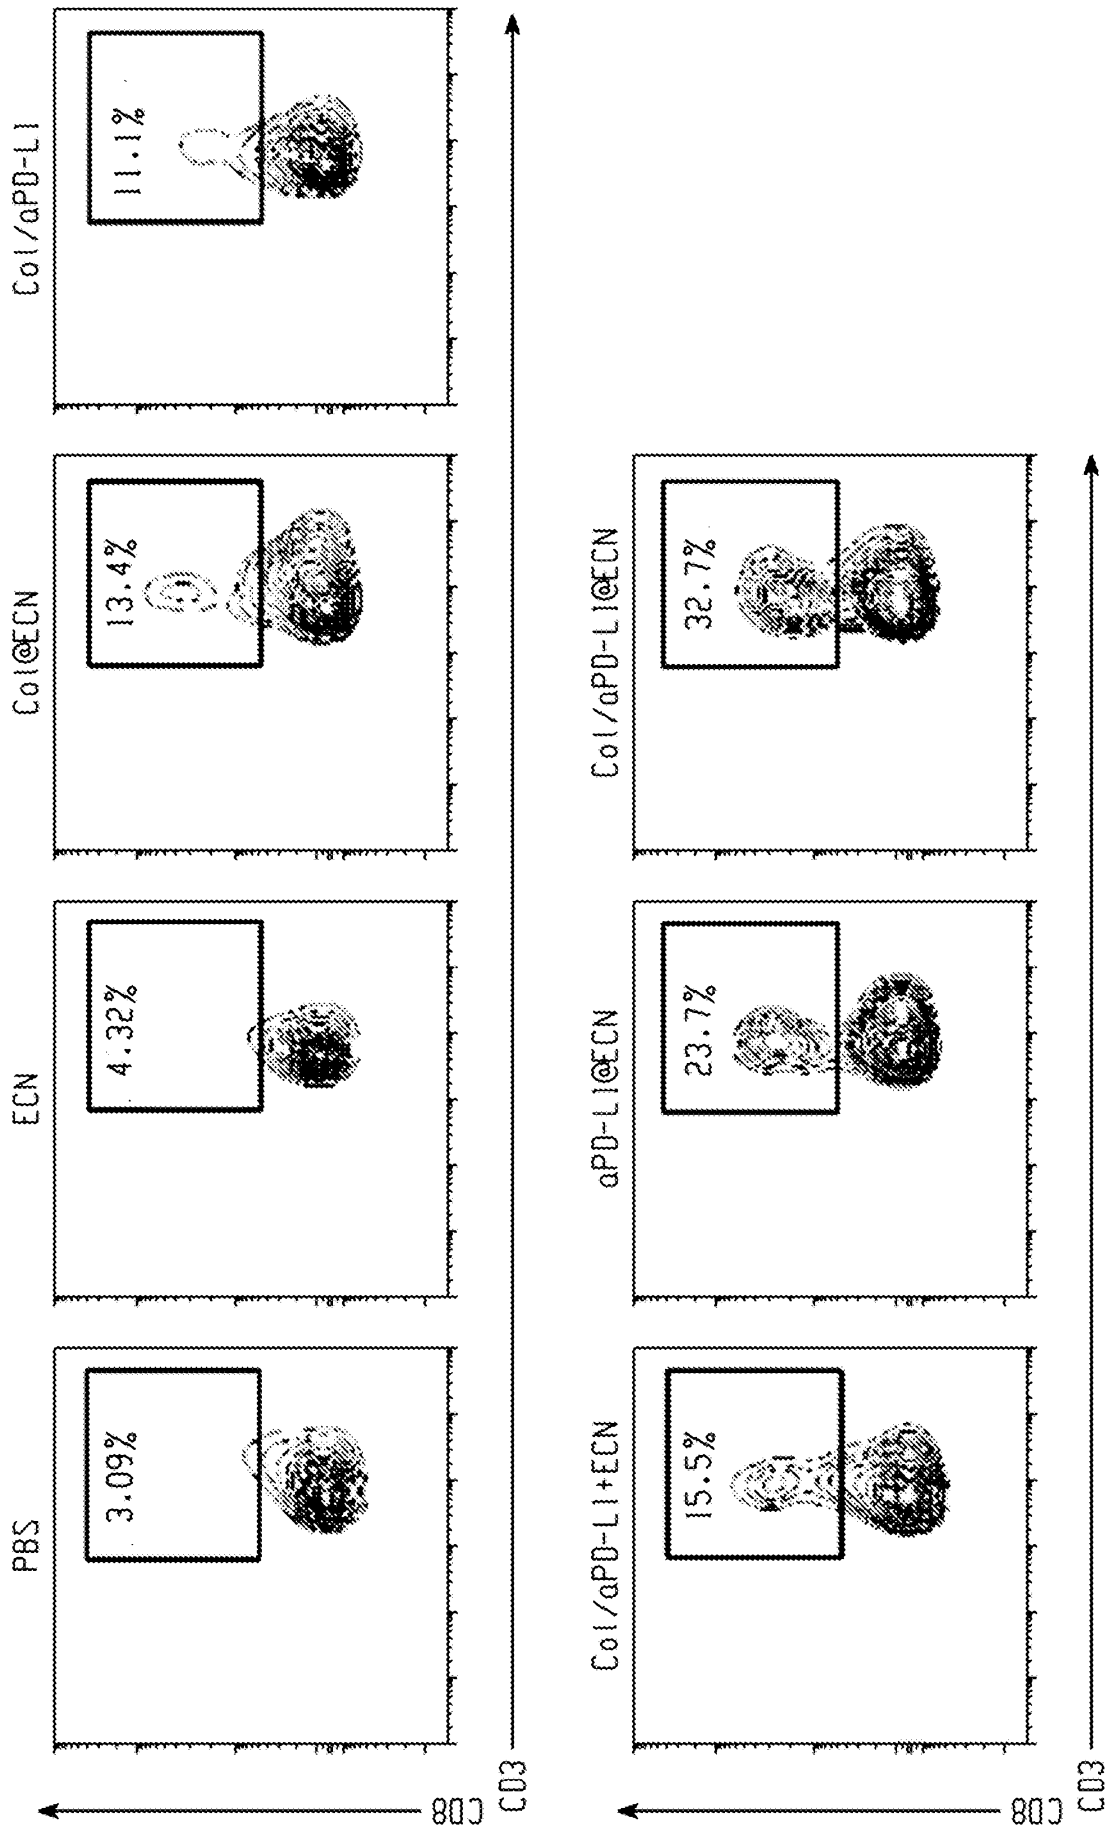 PBS
ECN
Col@ECN
Col/aPD-L1
3.09%
4.32%
13.4%
11.1%
CD8
CD3
Col/aPD-L1+ECN
aPD-L1@ECN
Col/aPD-L1@ECN
15.5%
23.7%
32.7%
CD8
CD3